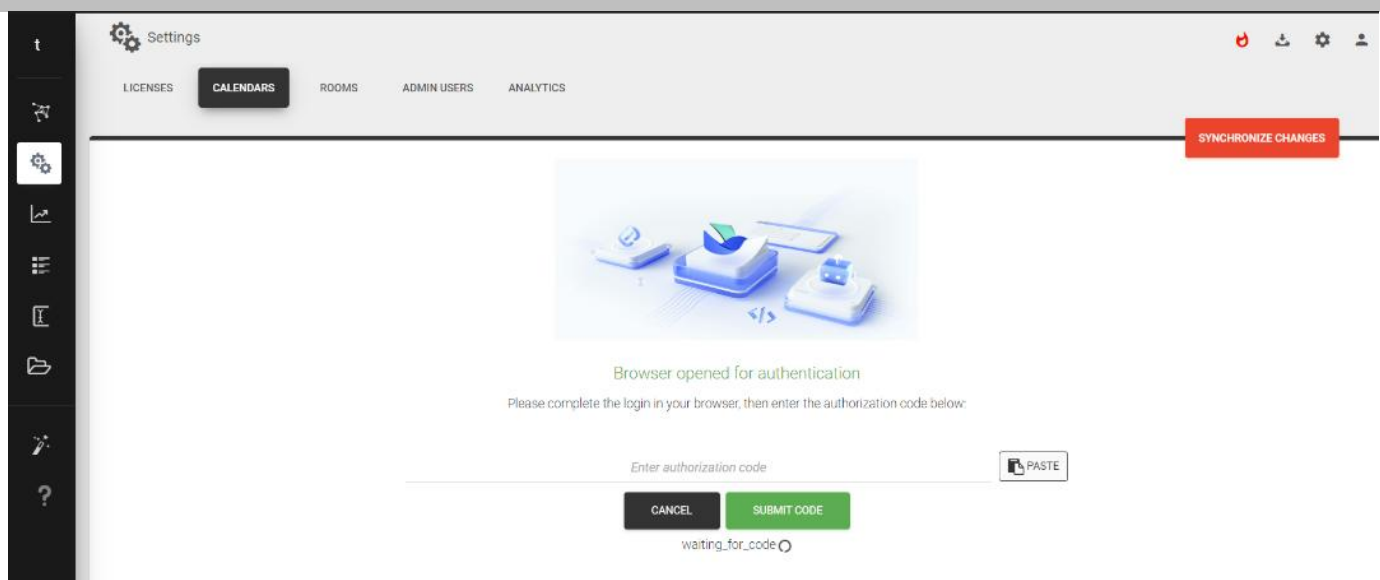 t
Settings
LICENSES CALENDARS ROOMS ADMIN USERS ANALYTICS
SYNCHRONIZE CHANGES
</>
Browser opened for authentication
Please complete the login in your browser, then enter the authorization code below:
Enter authorization code
PASTE
CANCEL SUBMIT CODE
waiting_for_code
?